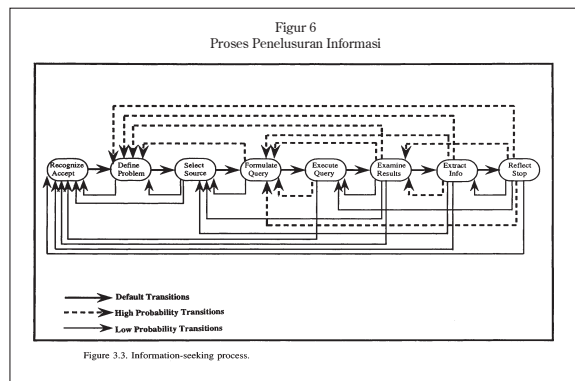 Figur 6
Proses Penelusuran Informasi
Recognize
Accept
Define
Problem
Select
Source
Formulate
Query
Execute
Query
Examine
Results
Extract
Info
Reflect
Stop
Default Transitions
High Probability Transitions
Low Probability Transitions
Figure 3.3. Information-seeking process.